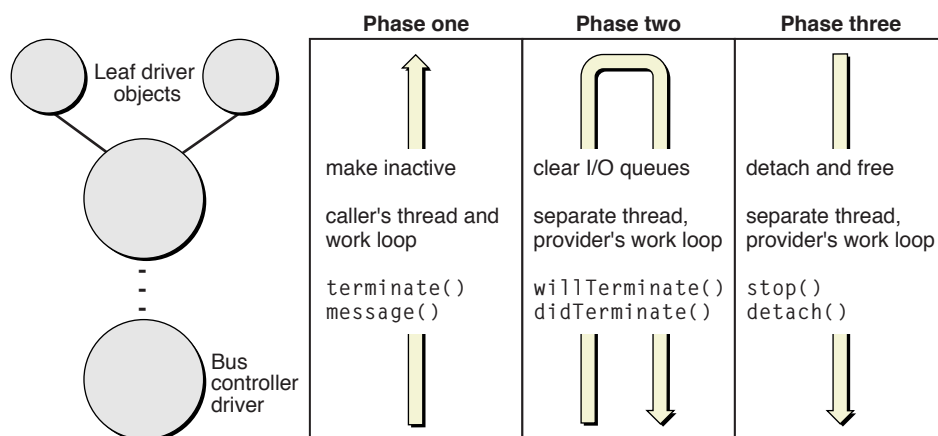 Phase one
Phase two
Phase three
Leaf driver
objects
make inactive
caller's thread and
work loop
terminate()
message()
clear I/O queues
separate thread,
provider's work loop
willTerminate()
didTerminate()
detach and free
separate thread,
provider's work loop
stop()
detach()
Bus
controller
driver